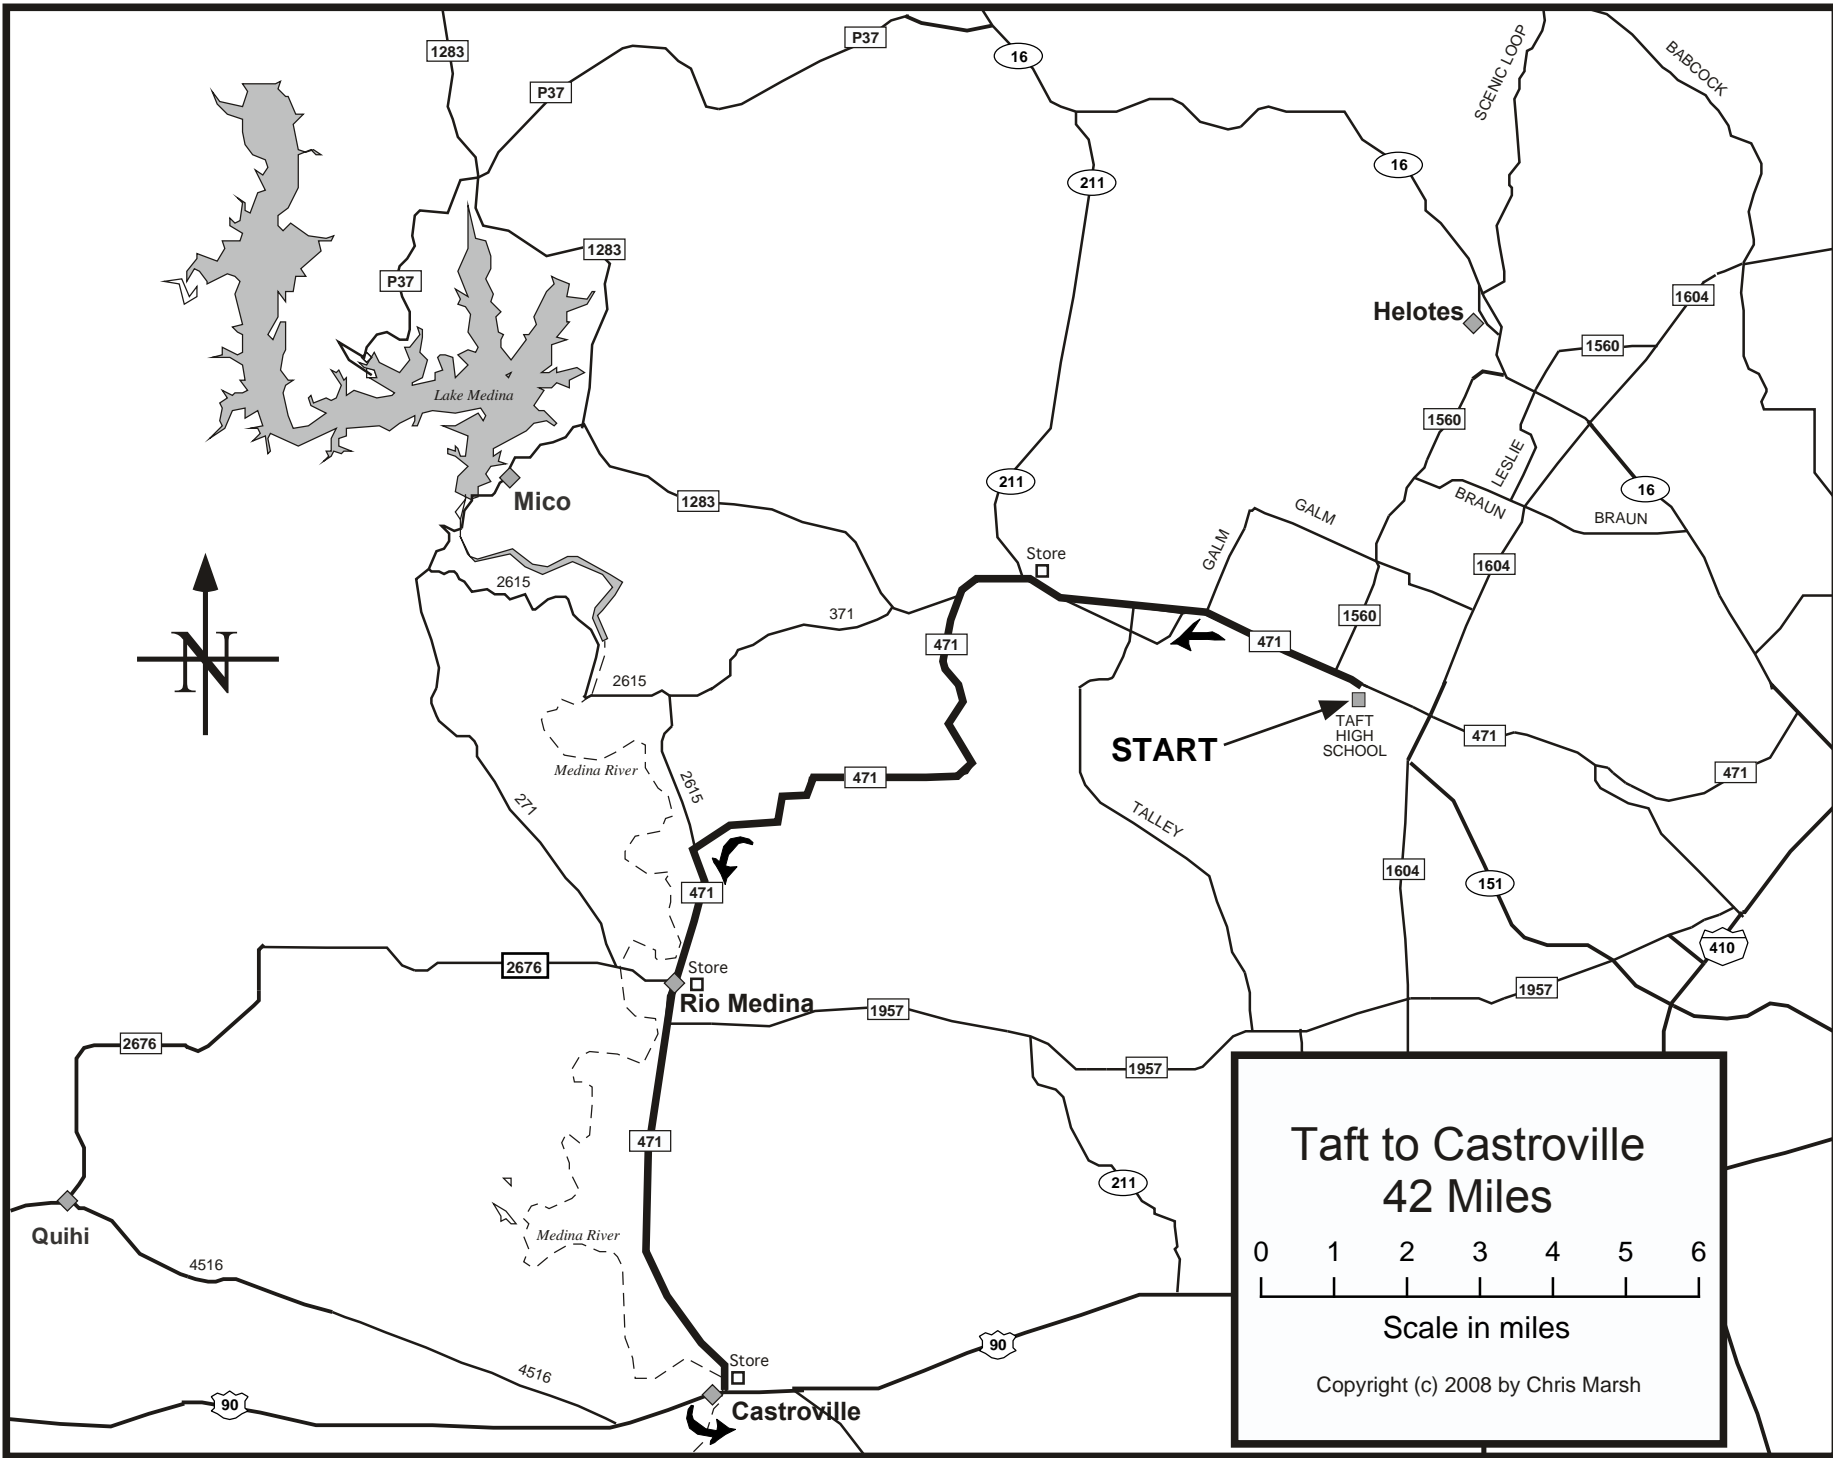 1283
P37
16
SCENIC LOOP
BABCOCK
P37
16
211
1283
P37
1604
Helotes
1560
Lake Medina
1560
LESLIE
211
16
Mico
1283
BRAUN
BRAUN
GALM
GALM
Store
1604
2615
371
1560
471
471
2615
TAFT
HIGH
SCHOOL
START
471
N
Medina River
471
471
2615
271
TALLEY
1604
151
471
410
2676
Store
Rio Medina
1957
1957
2676
1957
471
211
Quihi
Medina River
4516
90
Store
4516
90
Castroville
Taft to Castroville
42 Miles
0 1 2 3 4 5 6
Scale in miles
Copyright (c) 2008 by Chris Marsh